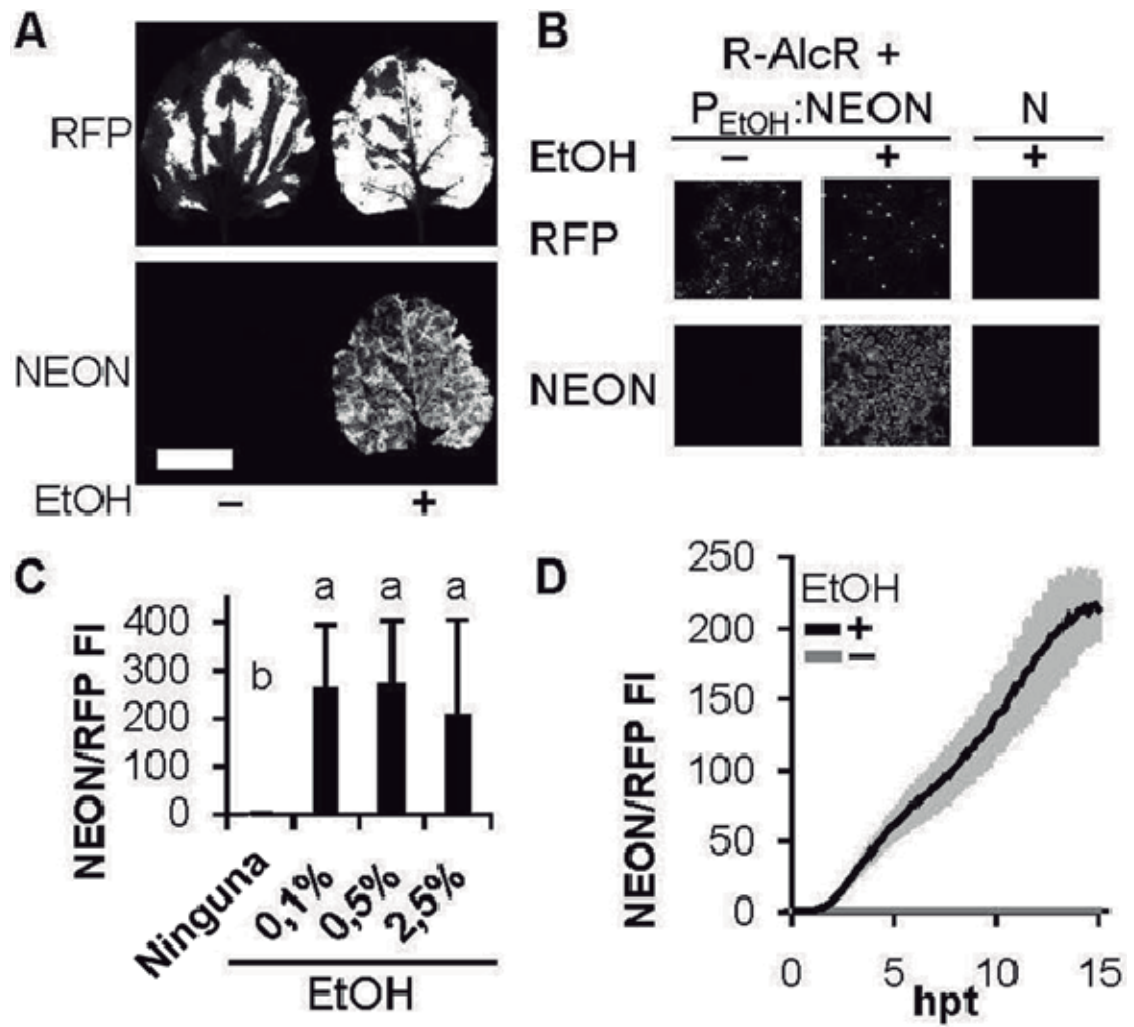 A
RFP
NEON
EtOH − +
B
R-AlcR +
PEtOH:NEON N
EtOH − + +
RFP
NEON
C
NEON/RFP FI
400
300
200
100
0
b a a a
Ninguna 0,1% 0,5% 2,5%
EtOH
D
NEON/RFP FI
250
200
150
100
50
0
EtOH
+
−
0 5 10 15
hpt